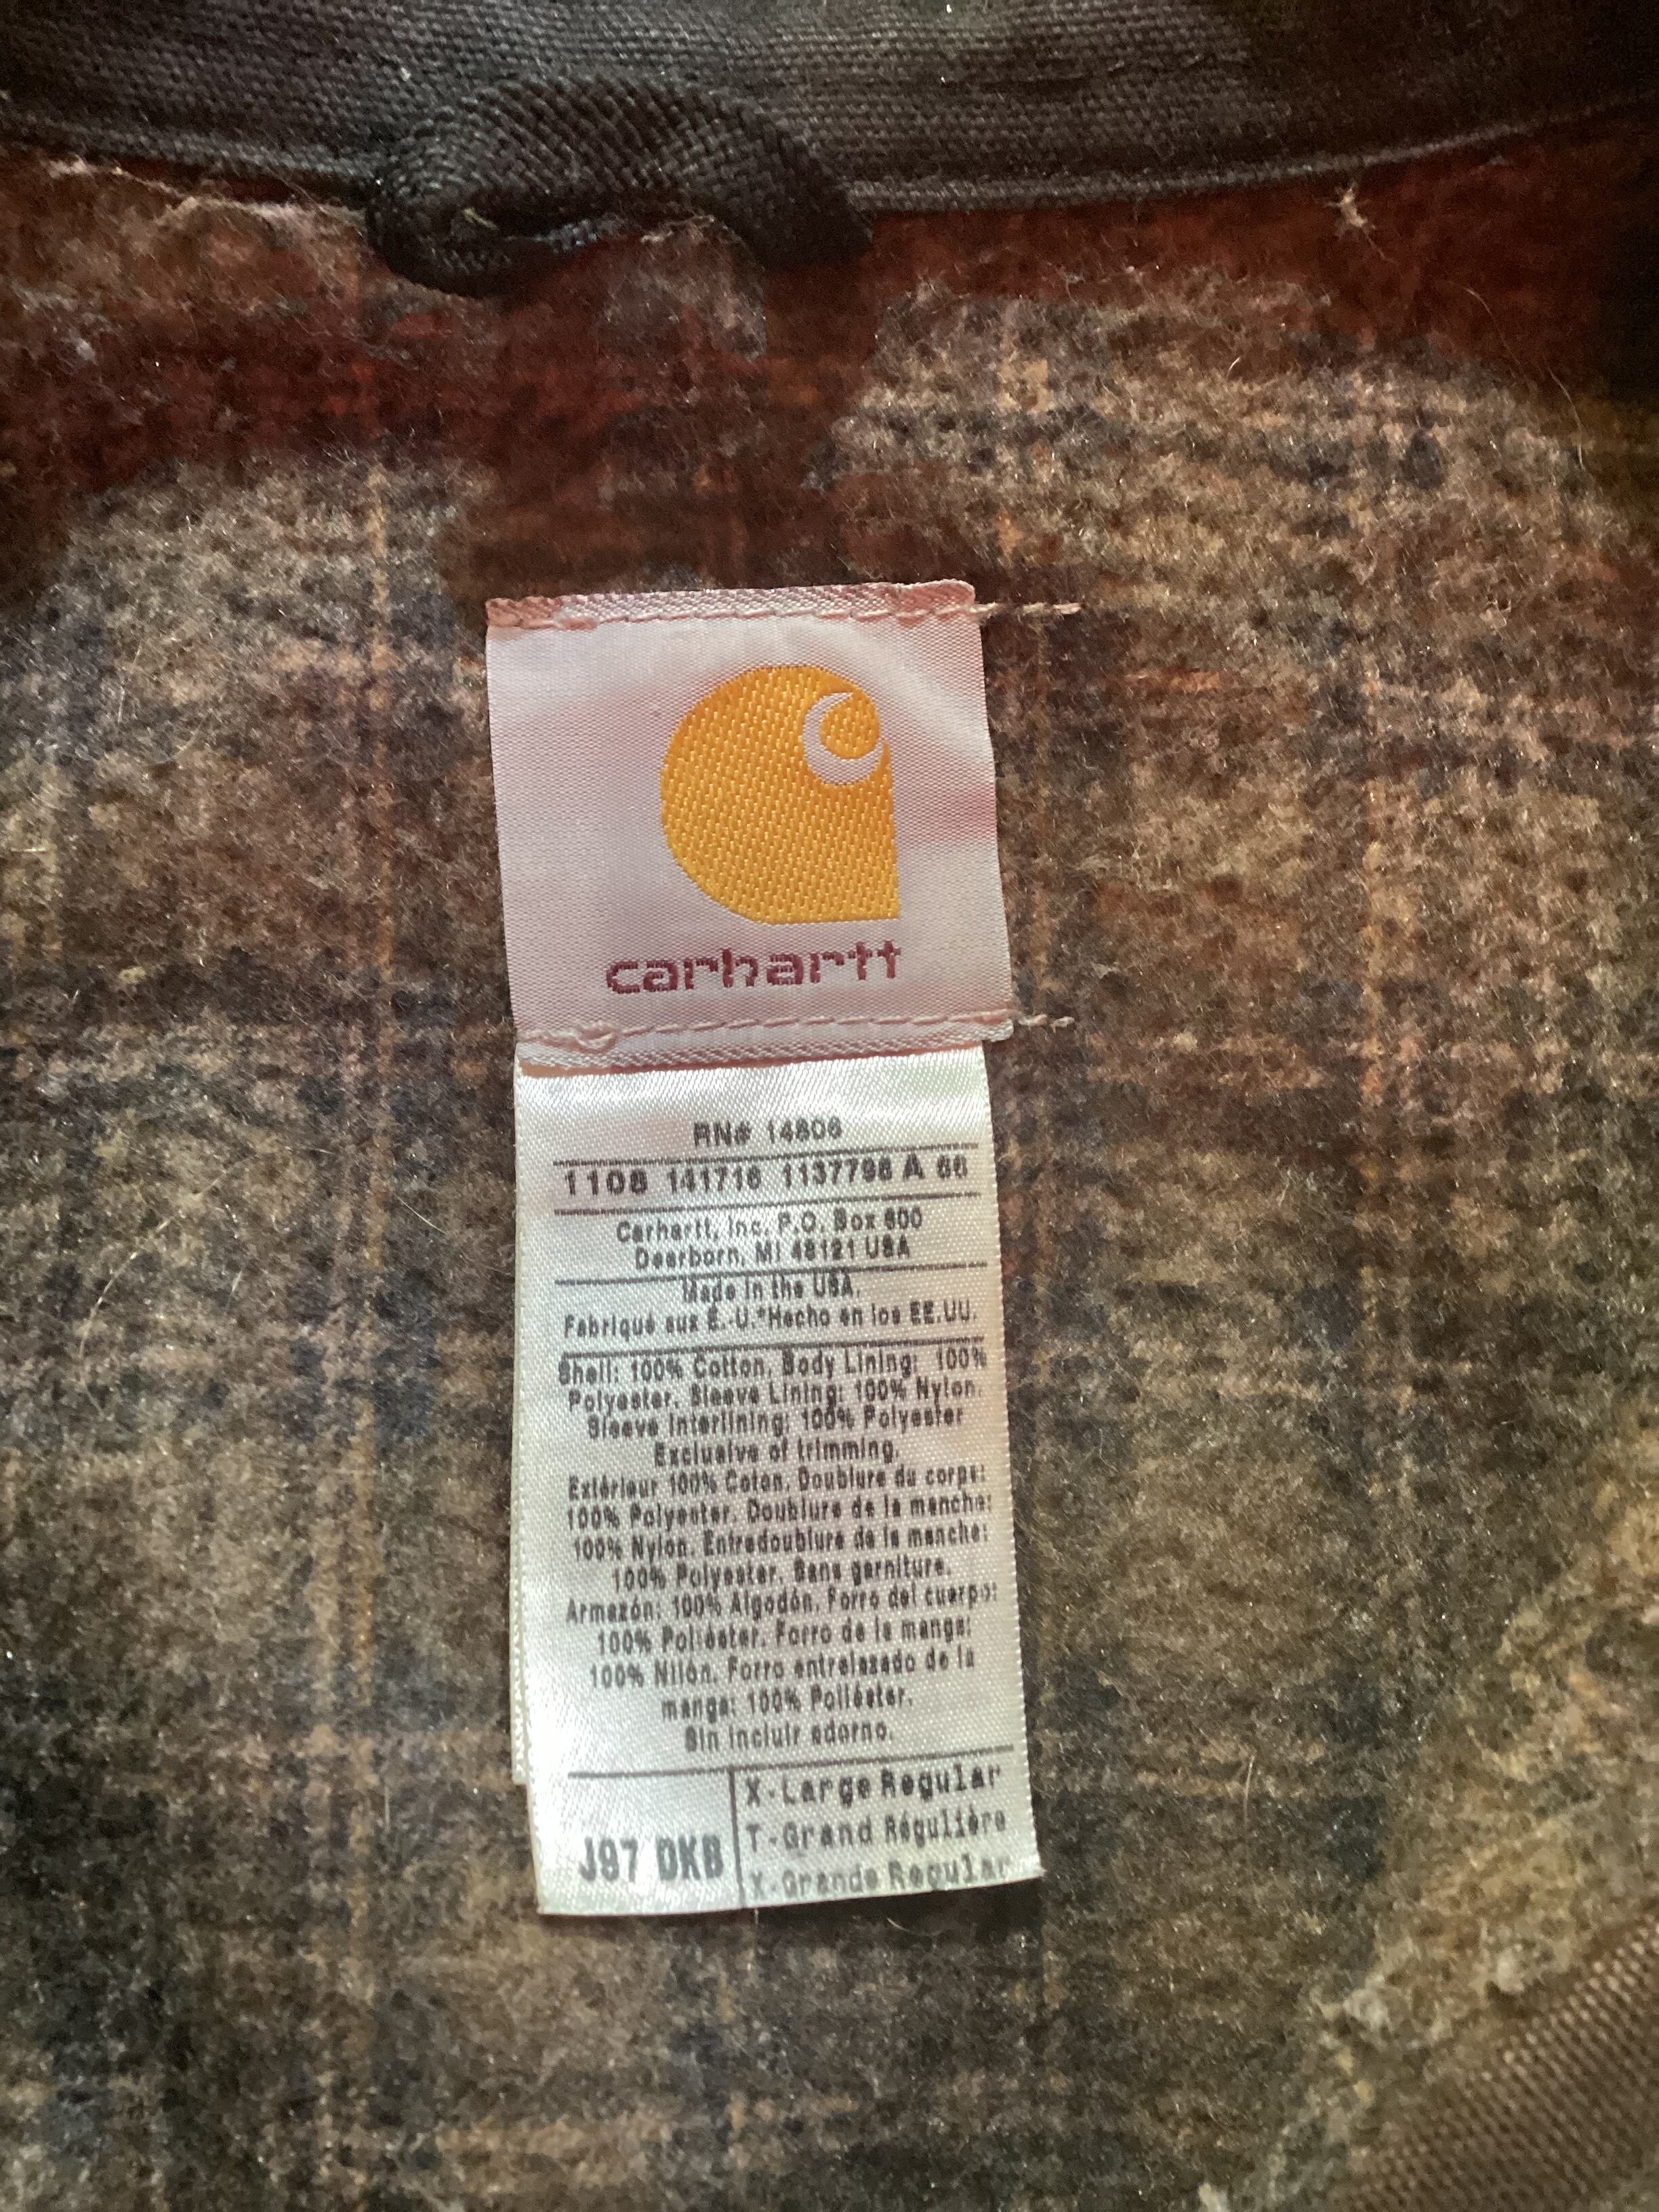 carhartt
RN# 14806
1108 141716 1137798 A 66
Carhartt, Inc. P.O. Box 600
Dearborn, MI 48121 USA
Made in the USA.
Fabriqué aux É.-U.*Hecho en los EE.UU.
Shell: 100% Cotton. Body Lining: 100%
Polyester. Sleeve Lining: 100% Nylon.
Sleeve Interlining: 100% Polyester
Exclusive of trimming.
Extérieur 100% Coton. Doublure du corps:
100% Polyester. Doublure de la manche:
100% Nylon. Entredoublure de la manche:
100% Polyester. Sans garniture.
Armazón: 100% Algodón. Forro del cuerpo:
100% Poliéster. Forro de la manga:
100% Nilón. Forro entrelazado de la
manga: 100% Poliéster.
Sin incluir adorno.
J97 DKB
X-Large Regular
T-Grand Régulière
X-Grande Regular